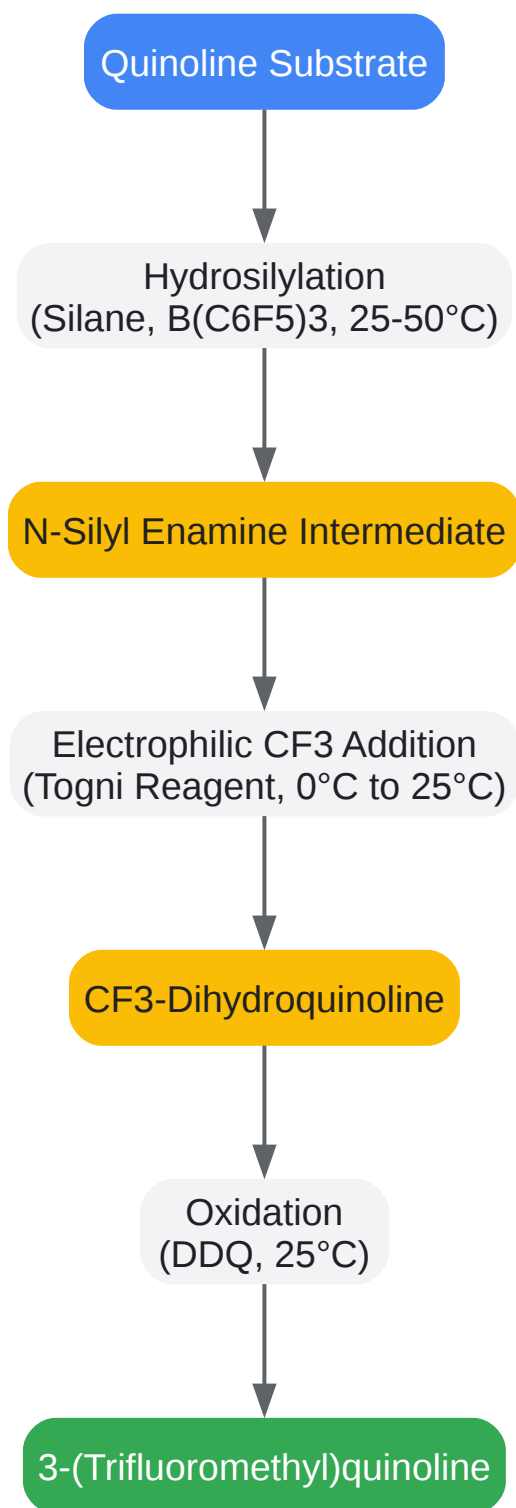 Quinoline Substrate
Hydrosilylation
(Silane, B(C6F5)3, 25-50°C)
N-Silyl Enamine Intermediate
Electrophilic CF3 Addition
(Togni Reagent, 0°C to 25°C)
CF3-Dihydroquinoline
Oxidation
(DDQ, 25°C)
3-(Trifluoromethyl)quinoline